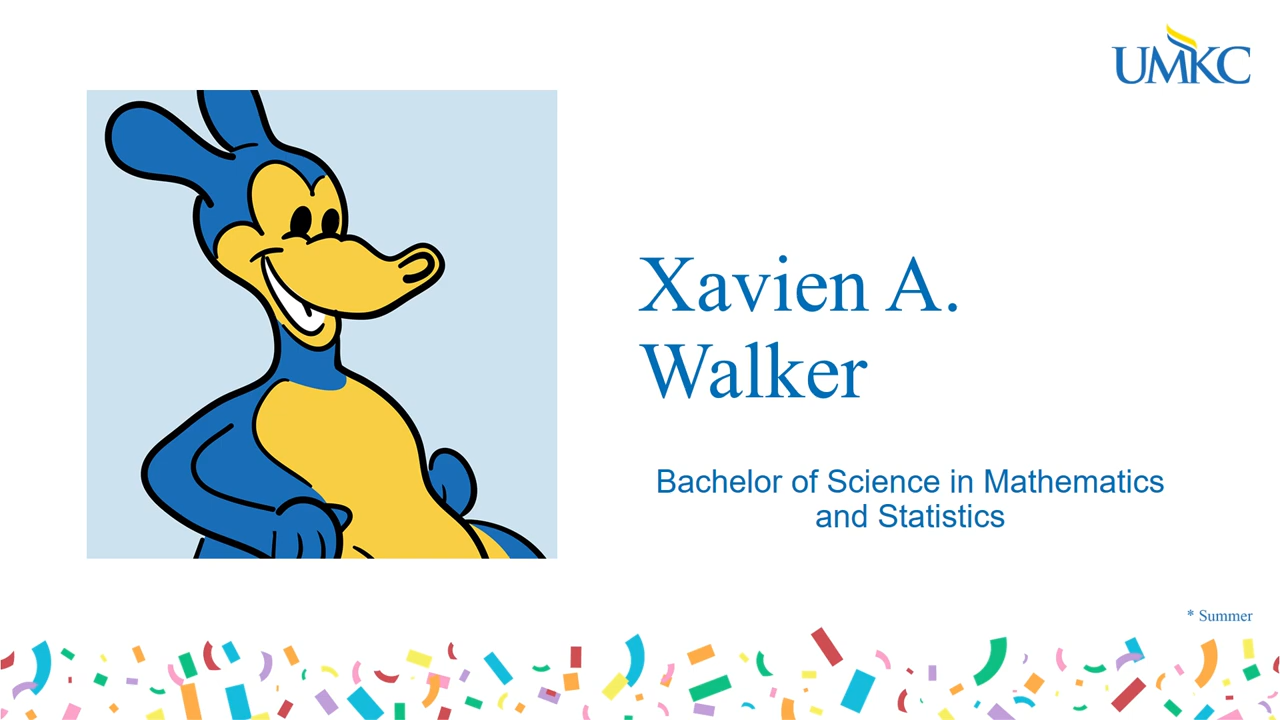 UMKC
Xavien A.
Walker
Bachelor of Science in Mathematics
and Statistics
* Summer